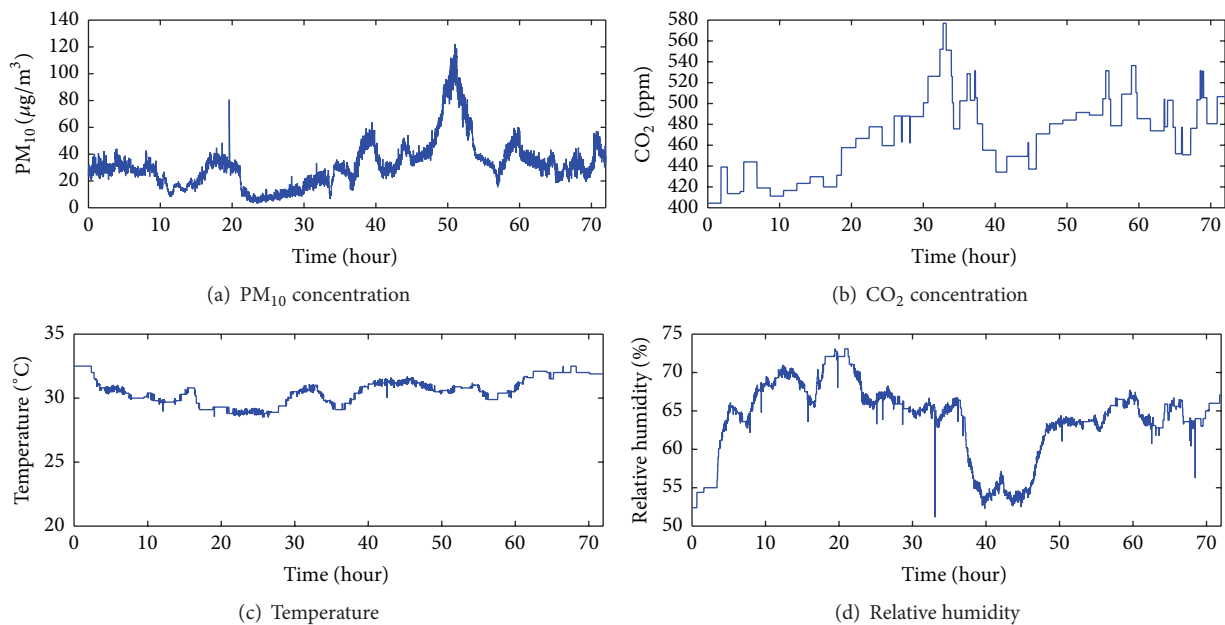 140
120
100
80
60
40
20
0
PM10 (μg/m3)
0 10 20 30 40 50 60 70
Time (hour)
(a) PM10 concentration
580
560
540
520
500
480
460
440
420
400
CO2 (ppm)
0 10 20 30 40 50 60 70
Time (hour)
(b) CO2 concentration
35
30
25
20
Temperature (°C)
0 10 20 30 40 50 60 70
Time (hour)
(c) Temperature
75
70
65
60
55
50
Relative humidity (%)
0 10 20 30 40 50 60 70
Time (hour)
(d) Relative humidity